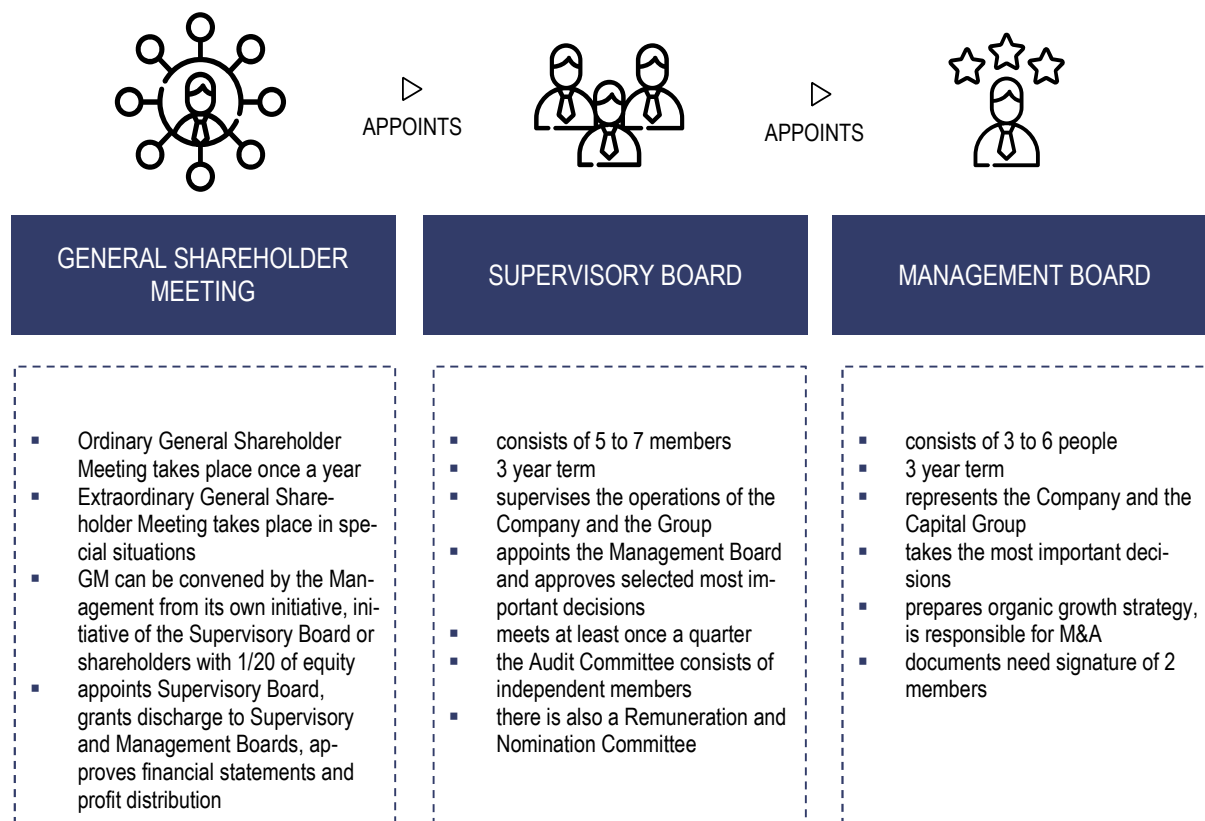 APPOINTS
APPOINTS
GENERAL SHAREHOLDER
MEETING
SUPERVISORY BOARD
MANAGEMENT BOARD
▪ Ordinary General Shareholder
Meeting takes place once a year
▪ Extraordinary General Share-
holder Meeting takes place in spe-
cial situations
▪ GM can be convened by the Man-
agement from its own initiative, ini-
tiative of the Supervisory Board or
shareholders with 1/20 of equity
▪ appoints Supervisory Board,
grants discharge to Supervisory
and Management Boards, ap-
proves financial statements and
profit distribution
▪ consists of 5 to 7 members
▪ 3 year term
▪ supervises the operations of the
Company and the Group
▪ appoints the Management Board
and approves selected most im-
portant decisions
▪ meets at least once a quarter
▪ the Audit Committee consists of
independent members
▪ there is also a Remuneration and
Nomination Committee
▪ consists of 3 to 6 people
▪ 3 year term
▪ represents the Company and the
Capital Group
▪ takes the most important deci-
sions
▪ prepares organic growth strategy,
is responsible for M&A
▪ documents need signature of 2
members